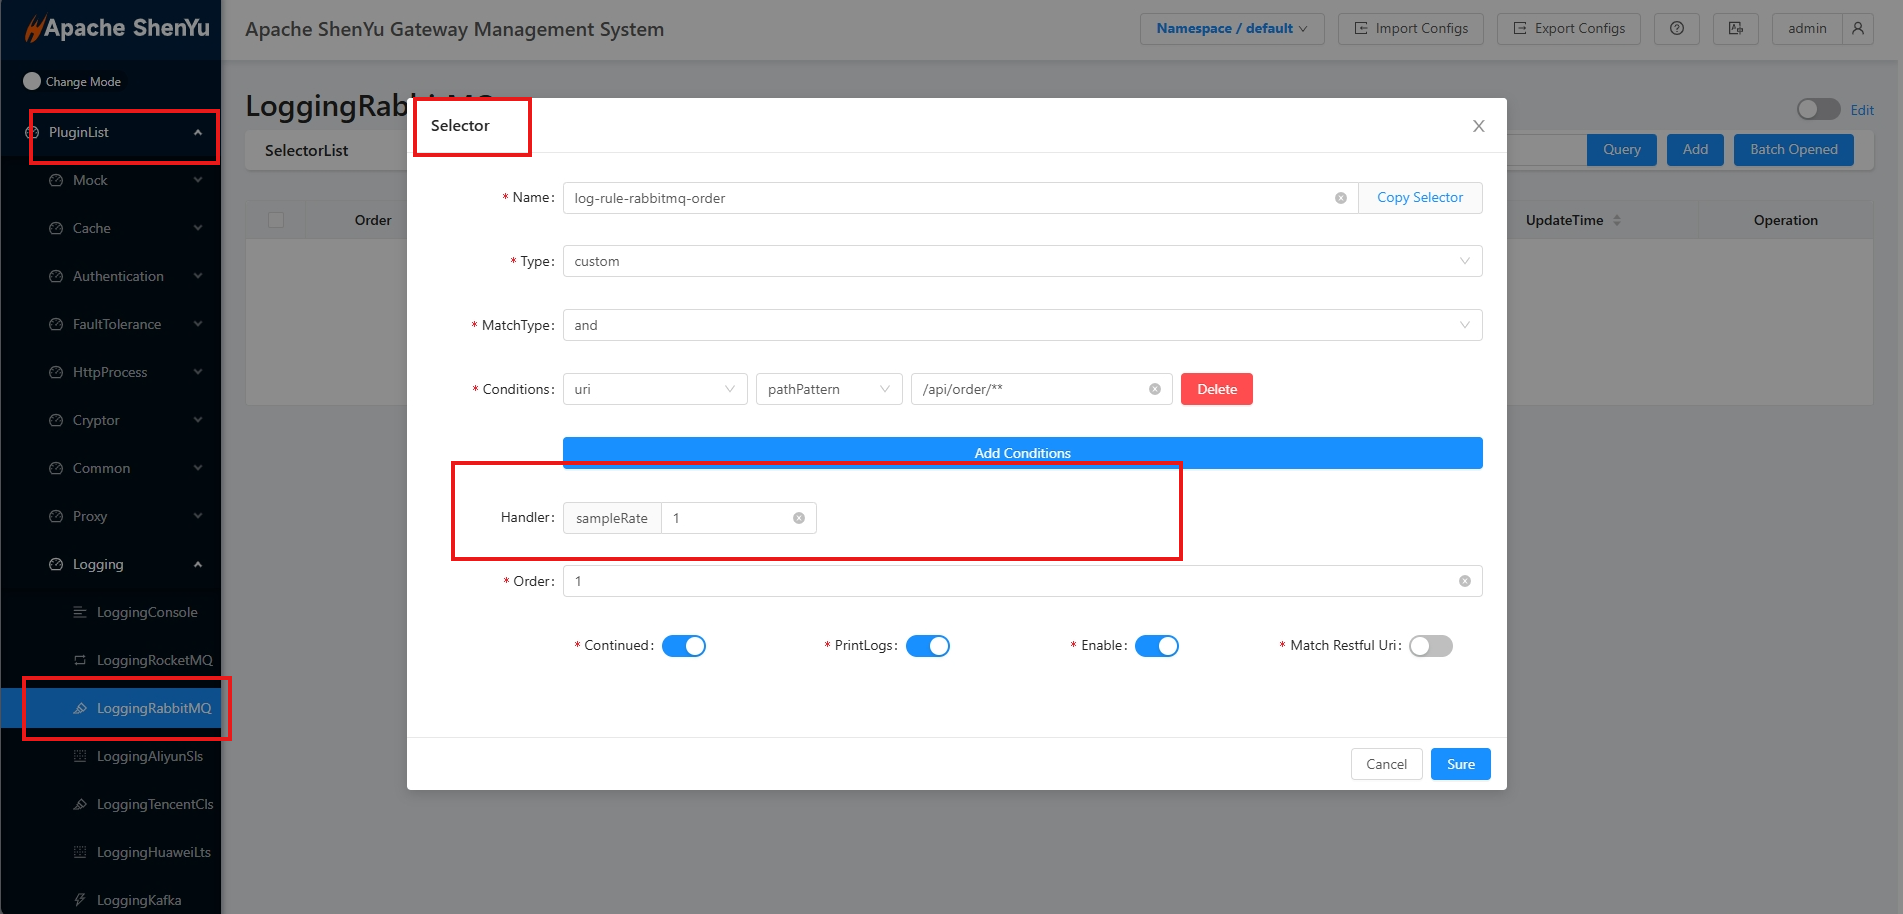 Apache ShenYu
Apache ShenYu Gateway Management System
Namespace / default
Import Configs
Export Configs
admin
Change Mode
PluginList
Mock
Cache
Authentication
FaultTolerance
HttpProcess
Cryptor
Common
Proxy
Logging
LoggingConsole
LoggingRocketMQ
LoggingRabbitMQ
LoggingAliyunSls
LoggingTencentCls
LoggingHuaweiLts
LoggingKafka
LoggingRabbitMQ
Edit
SelectorList
Query
Add
Batch Opened
Order
UpdateTime
Operation
Selector
* Name: log-rule-rabbitmq-order Copy Selector
* Type: custom
* MatchType: and
* Conditions: uri pathPattern /api/order/** Delete
Add Conditions
Handler: sampleRate 1
* Order: 1
* Continued: * PrintLogs: * Enable: * Match Restful Uri:
Cancel Sure